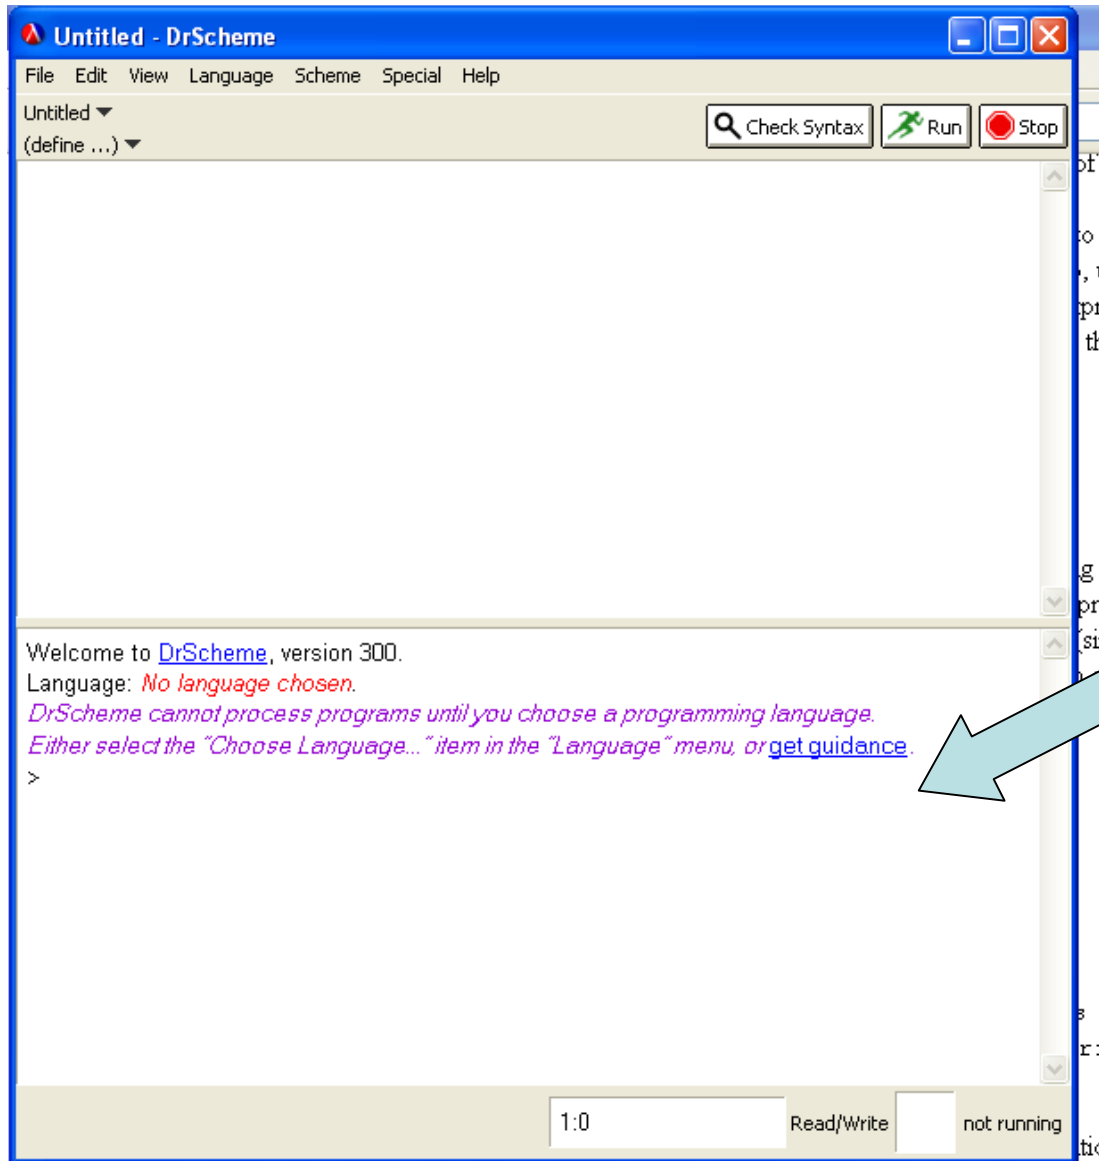 Untitled - DrScheme
File Edit View Language Scheme Special Help
Untitled
(define ...)
Check Syntax Run Stop
Welcome to DrScheme, version 300.
Language: No language chosen.
DrScheme cannot process programs until you choose a programming language.
Either select the "Choose Language..." item in the "Language" menu, or get guidance.
>
1:0 Read/Write not running